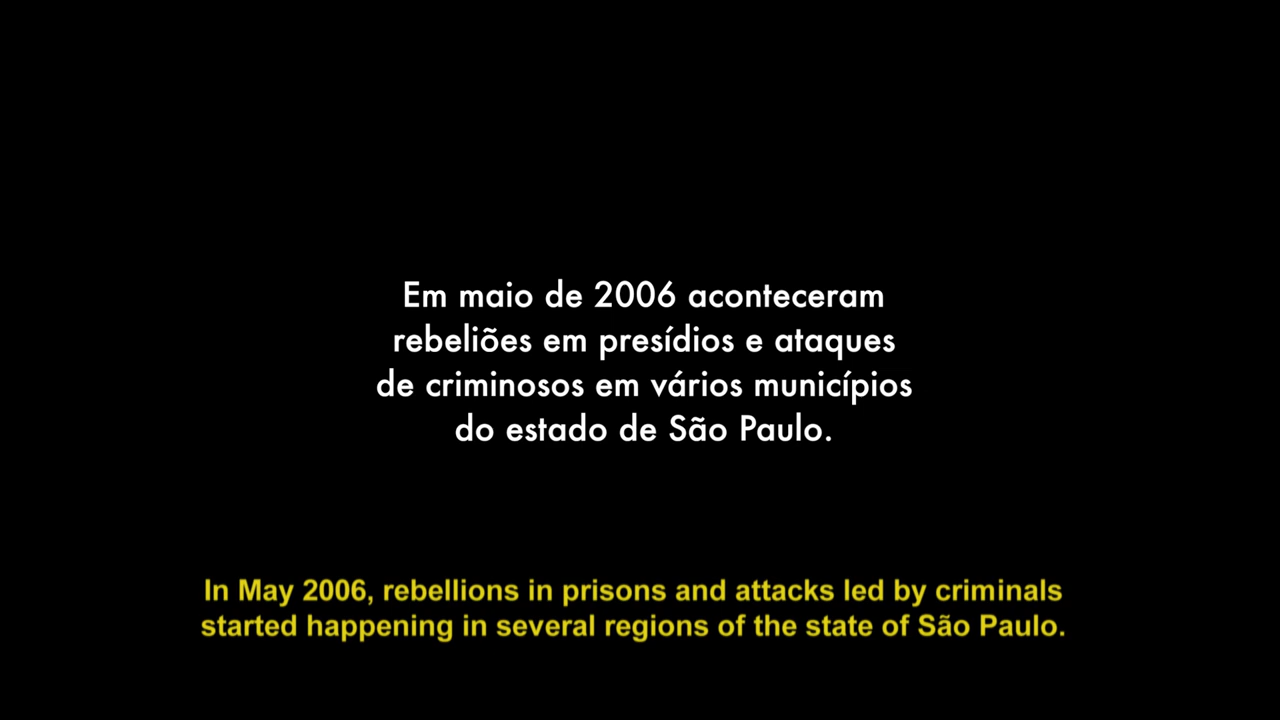 Em maio de 2006 aconteceram
rebeliões em presídios e ataques
de criminosos em vários municípios
do estado de São Paulo.
In May 2006, rebellions in prisons and attacks led by criminals
started happening in several regions of the state of São Paulo.